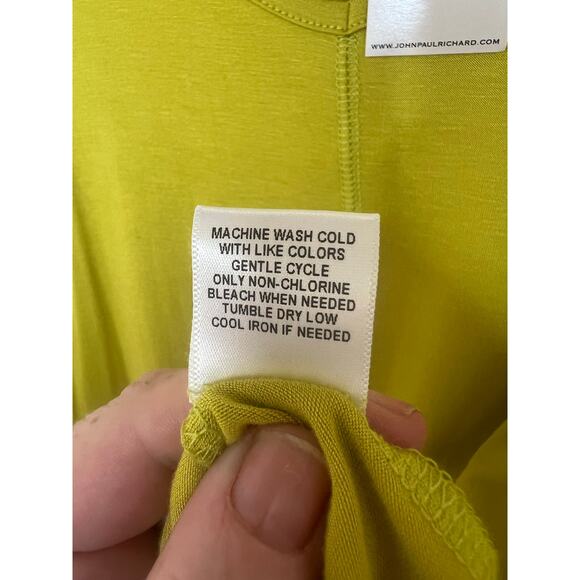 WWW.JOHNPAULRICHARD.COM
MACHINE WASH COLD
WITH LIKE COLORS
GENTLE CYCLE
ONLY NON-CHLORINE
BLEACH WHEN NEEDED
TUMBLE DRY LOW
COOL IRON IF NEEDED